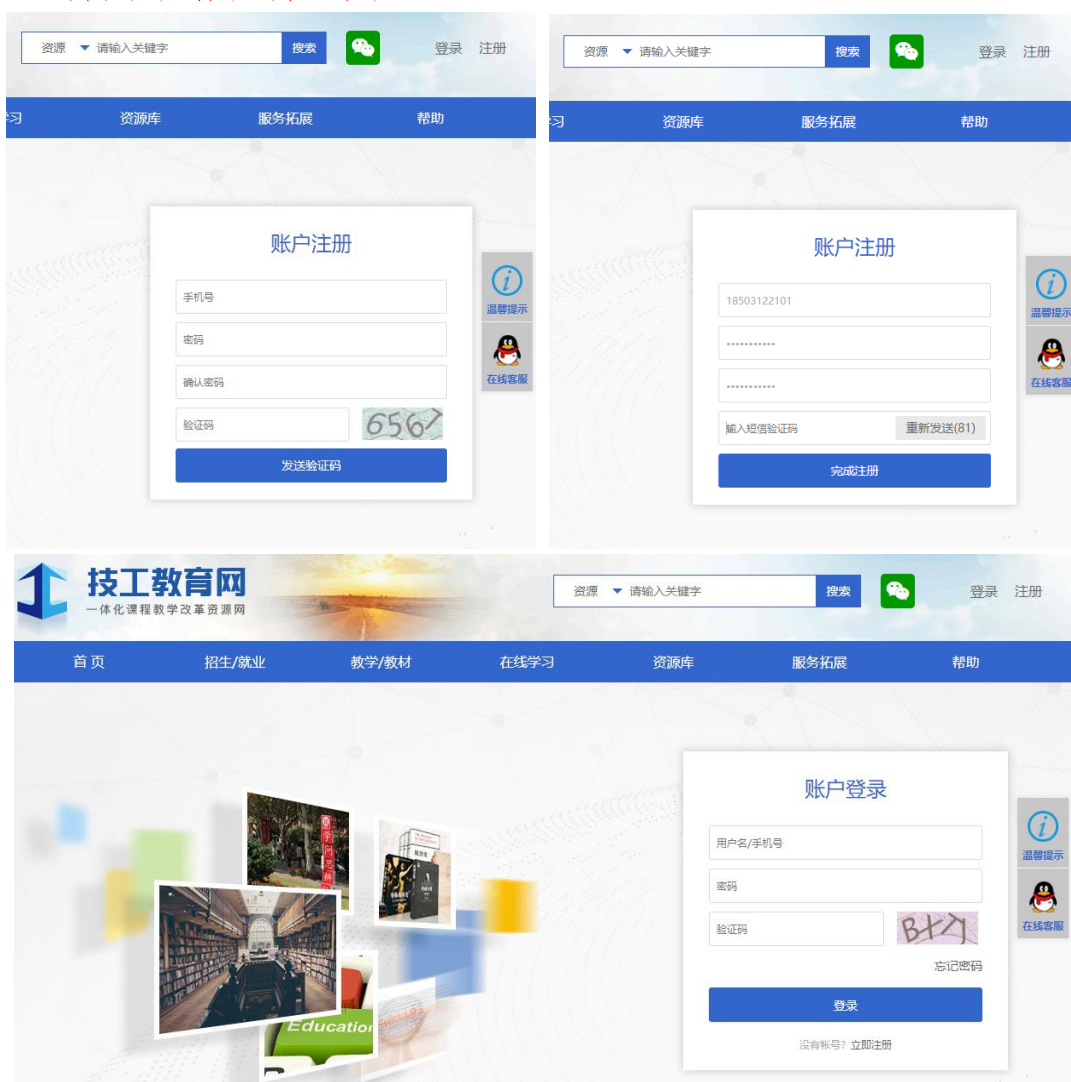 资源 请输入关键字 搜索 登录 注册
资源库 服务拓展 帮助
账户注册
手机号
密码
确认密码
验证码 6567
发送验证码
温馨提示
在线客服
资源 请输入关键字 搜索 登录 注册
资源库 服务拓展 帮助
账户注册
18503122101
输入短信验证码 重新发送(81)
完成注册
温馨提示
在线客服
技工教育网
一体化课程教学改革资源网
资源 请输入关键字 搜索 登录 注册
首页 招生/就业 教学/教材 在线学习 资源库 服务拓展 帮助
账户登录
用户名/手机号
密码
验证码
忘记密码
登录
没有帐号? 立即注册
温馨提示
在线客服
Education